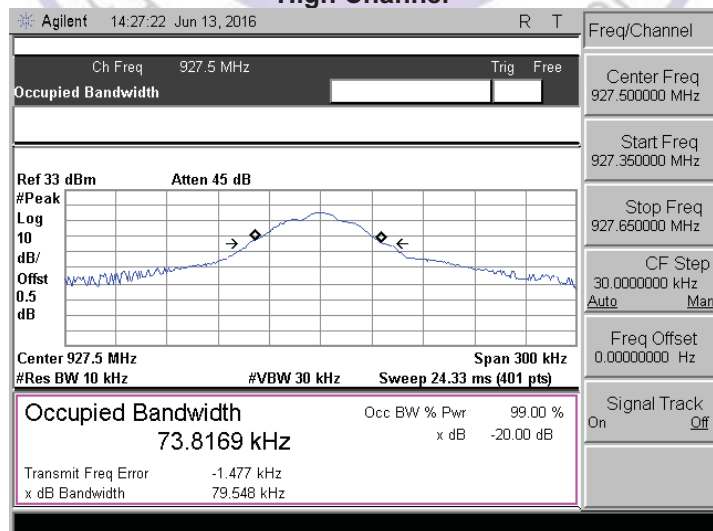 High Channel
Agilent 14:27:22 Jun 13, 2016 R T
Freq/Channel
Ch Freq 927.5 MHz Trig Free
Occupied Bandwidth
Center Freq
927.500000 MHz
Start Freq
927.350000 MHz
Stop Freq
927.650000 MHz
CF Step
30.0000000 kHz
Auto Man
Freq Offset
0.00000000 Hz
Signal Track
On Off
Ref 33 dBm Atten 45 dB
#Peak
Log
10
dB/
Offst
0.5
dB
Center 927.5 MHz Span 300 kHz
#Res BW 10 kHz #VBW 30 kHz Sweep 24.33 ms (401 pts)
Occupied Bandwidth Occ BW % Pwr 99.00 %
73.8169 kHz x dB -20.00 dB
Transmit Freq Error -1.477 kHz
x dB Bandwidth 79.548 kHz